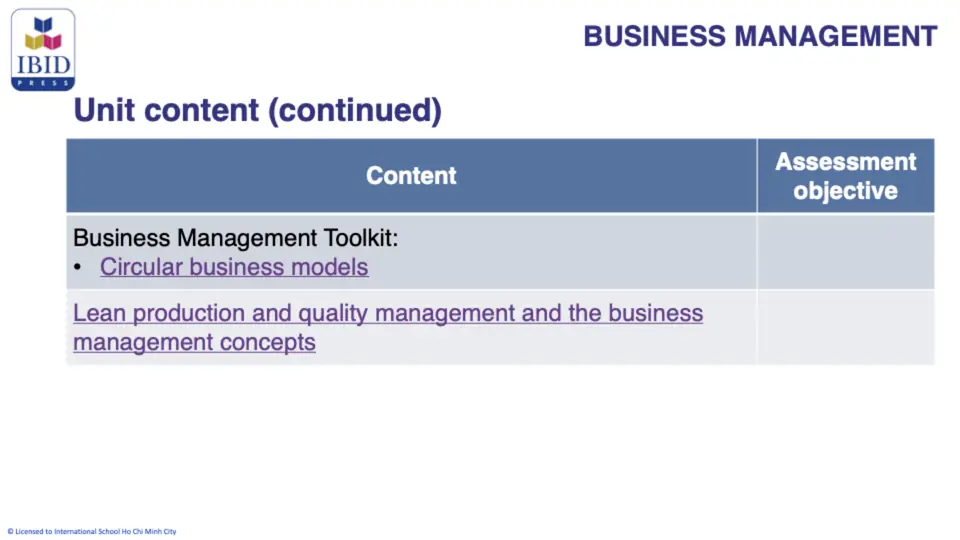 IBID
PRESS
BUSINESS MANAGEMENT
Unit content (continued)
Content
Assessment
objective
Business Management Toolkit:
• Circular business models
Lean production and quality management and the business
management concepts
© Licensed to International School Ho Chi Minh City